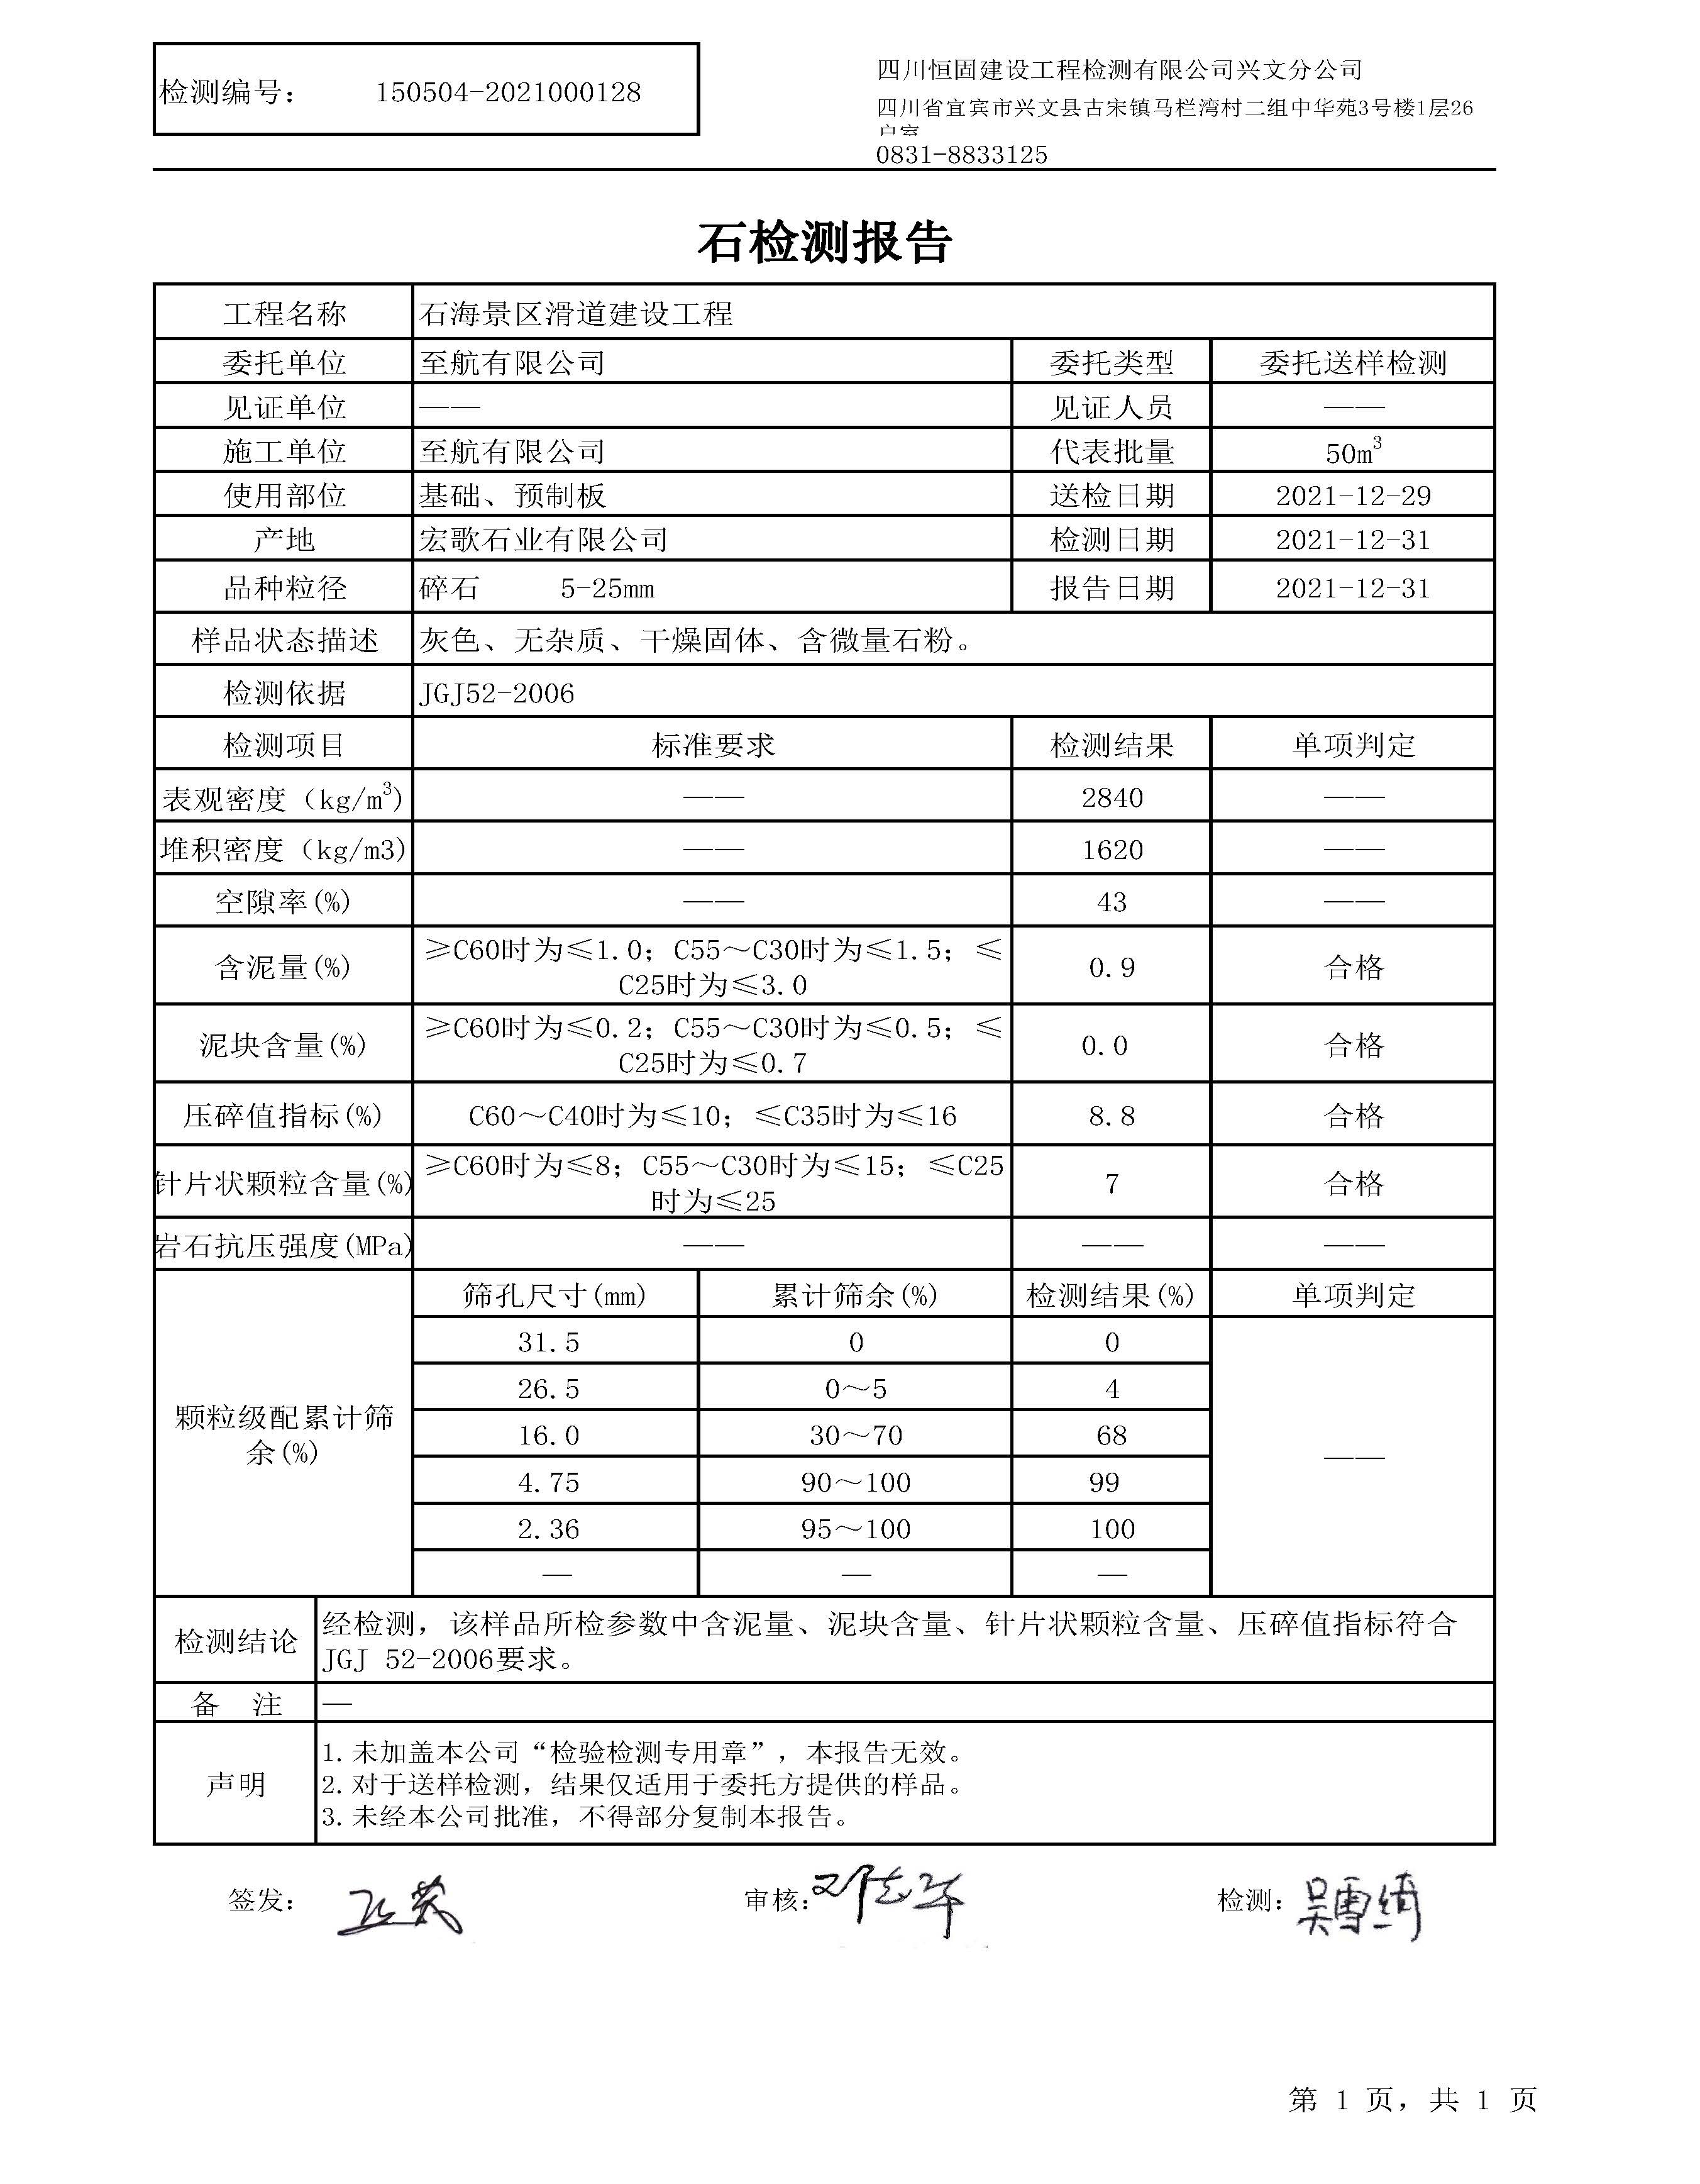 检测编号： 150504-2021000128
四川恒固建设工程检测有限公司兴文分公司
四川省宜宾市兴文县古宋镇马栏湾村二组中华苑3号楼1层26
户室
0831-8833125
石检测报告
工程名称 石海景区滑道建设工程
委托单位 至航有限公司 委托类型 委托送样检测
见证单位 —— 见证人员 ——
施工单位 至航有限公司 代表批量 50m³
使用部位 基础、预制板 送检日期 2021-12-29
产地 宏歌石业有限公司 检测日期 2021-12-31
品种粒径 碎石 5-25mm 报告日期 2021-12-31
样品状态描述 灰色、无杂质、干燥固体、含微量石粉。
检测依据 JGJ52-2006
检测项目 标准要求 检测结果 单项判定
表观密度（kg/m³) —— 2840 ——
堆积密度（kg/m3) —— 1620 ——
空隙率(%) —— 43 ——
含泥量(%) ≥C60时为≤1.0；C55～C30时为≤1.5；≤
C25时为≤3.0 0.9 合格
泥块含量(%) ≥C60时为≤0.2；C55～C30时为≤0.5；≤
C25时为≤0.7 0.0 合格
压碎值指标(%) C60～C40时为≤10；≤C35时为≤16 8.8 合格
针片状颗粒含量(%) ≥C60时为≤8；C55～C30时为≤15；≤C25
时为≤25 7 合格
岩石抗压强度(MPa) —— —— ——
颗粒级配累计筛
余(%)
筛孔尺寸(mm) 累计筛余(%) 检测结果(%) 单项判定
31.5 0 0
26.5 0～5 4
16.0 30～70 68
4.75 90～100 99
——
2.36 95～100 100
— — —
检测结论 经检测，该样品所检参数中含泥量、泥块含量、针片状颗粒含量、压碎值指标符合
JGJ 52-2006要求。
备 注 —
声明
1.未加盖本公司“检验检测专用章”，本报告无效。
2.对于送样检测，结果仅适用于委托方提供的样品。
3.未经本公司批准，不得部分复制本报告。
签发： 审核： 检测：吴雪绮
第 1 页，共 1 页